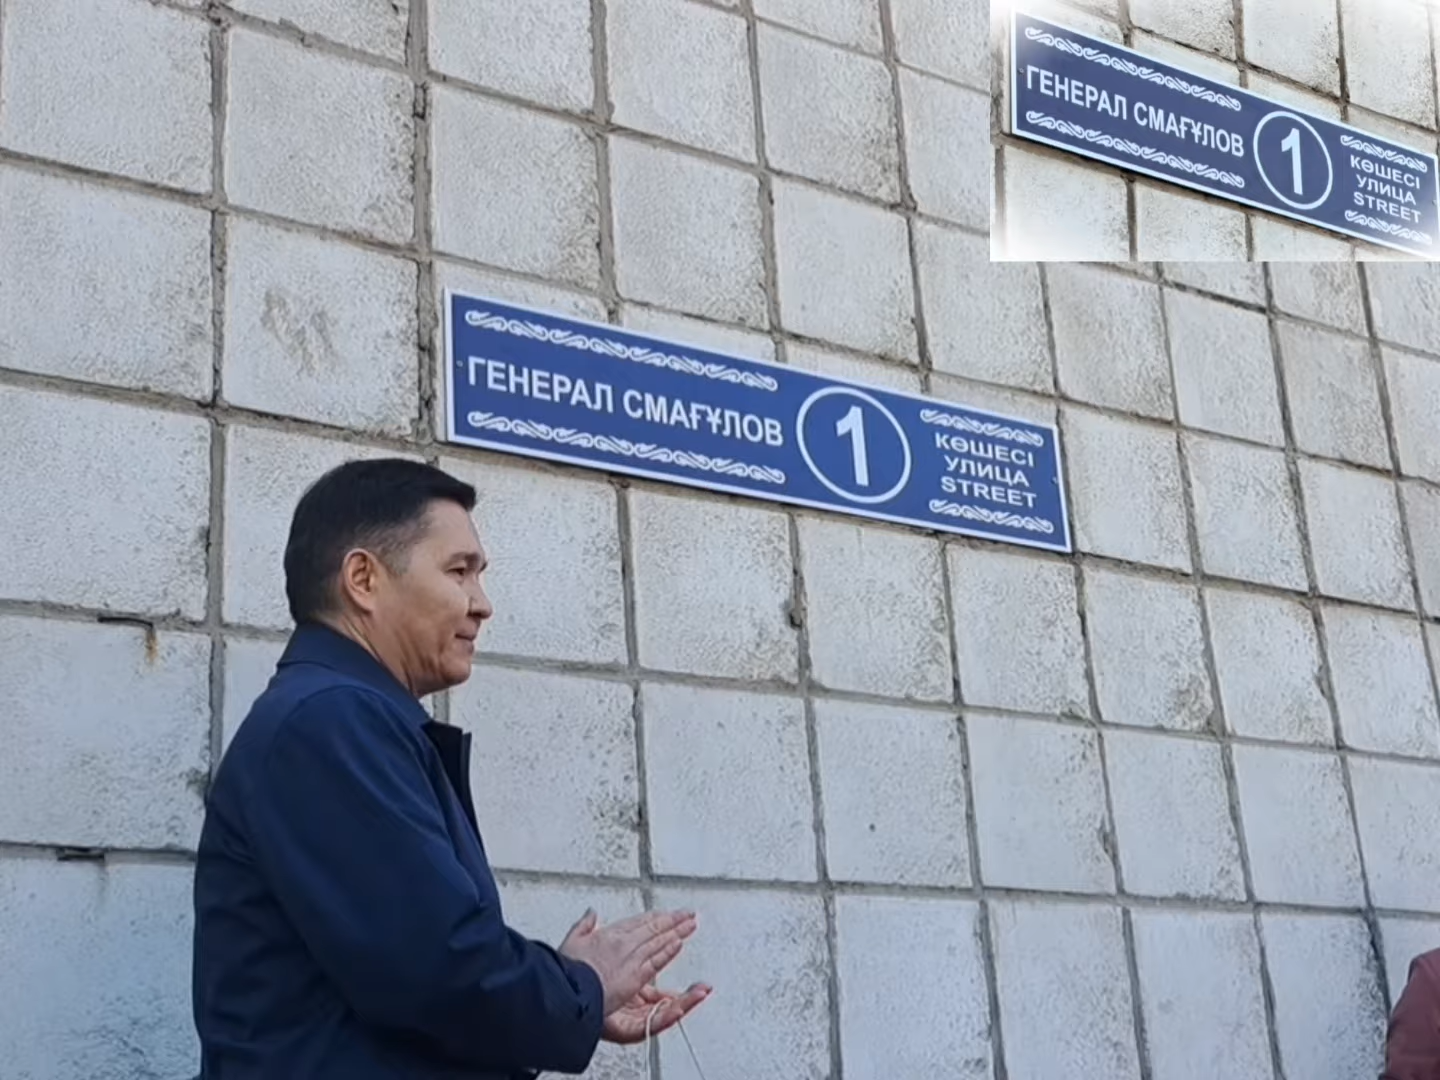 ГЕНЕРАЛ СМАҒҰЛОВ
1
КӨШЕСІ
УЛИЦА
STREET
ГЕНЕРАЛ СМАҒҰЛОВ
1
КӨШЕСІ
УЛИЦА
STREET